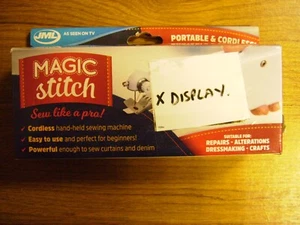 JML
AS SEEN ON TV
PORTABLE & CORDLESS
MAGIC
stitch
Sew like a pro!
✓ Cordless hand-held sewing machine
✓ Easy to use and perfect for beginners!
✓ Powerful enough to sew curtains and denim
X DISPLAY.
SUITABLE FOR:
REPAIRS - ALTERATIONS
DRESSMAKING - CRAFTS